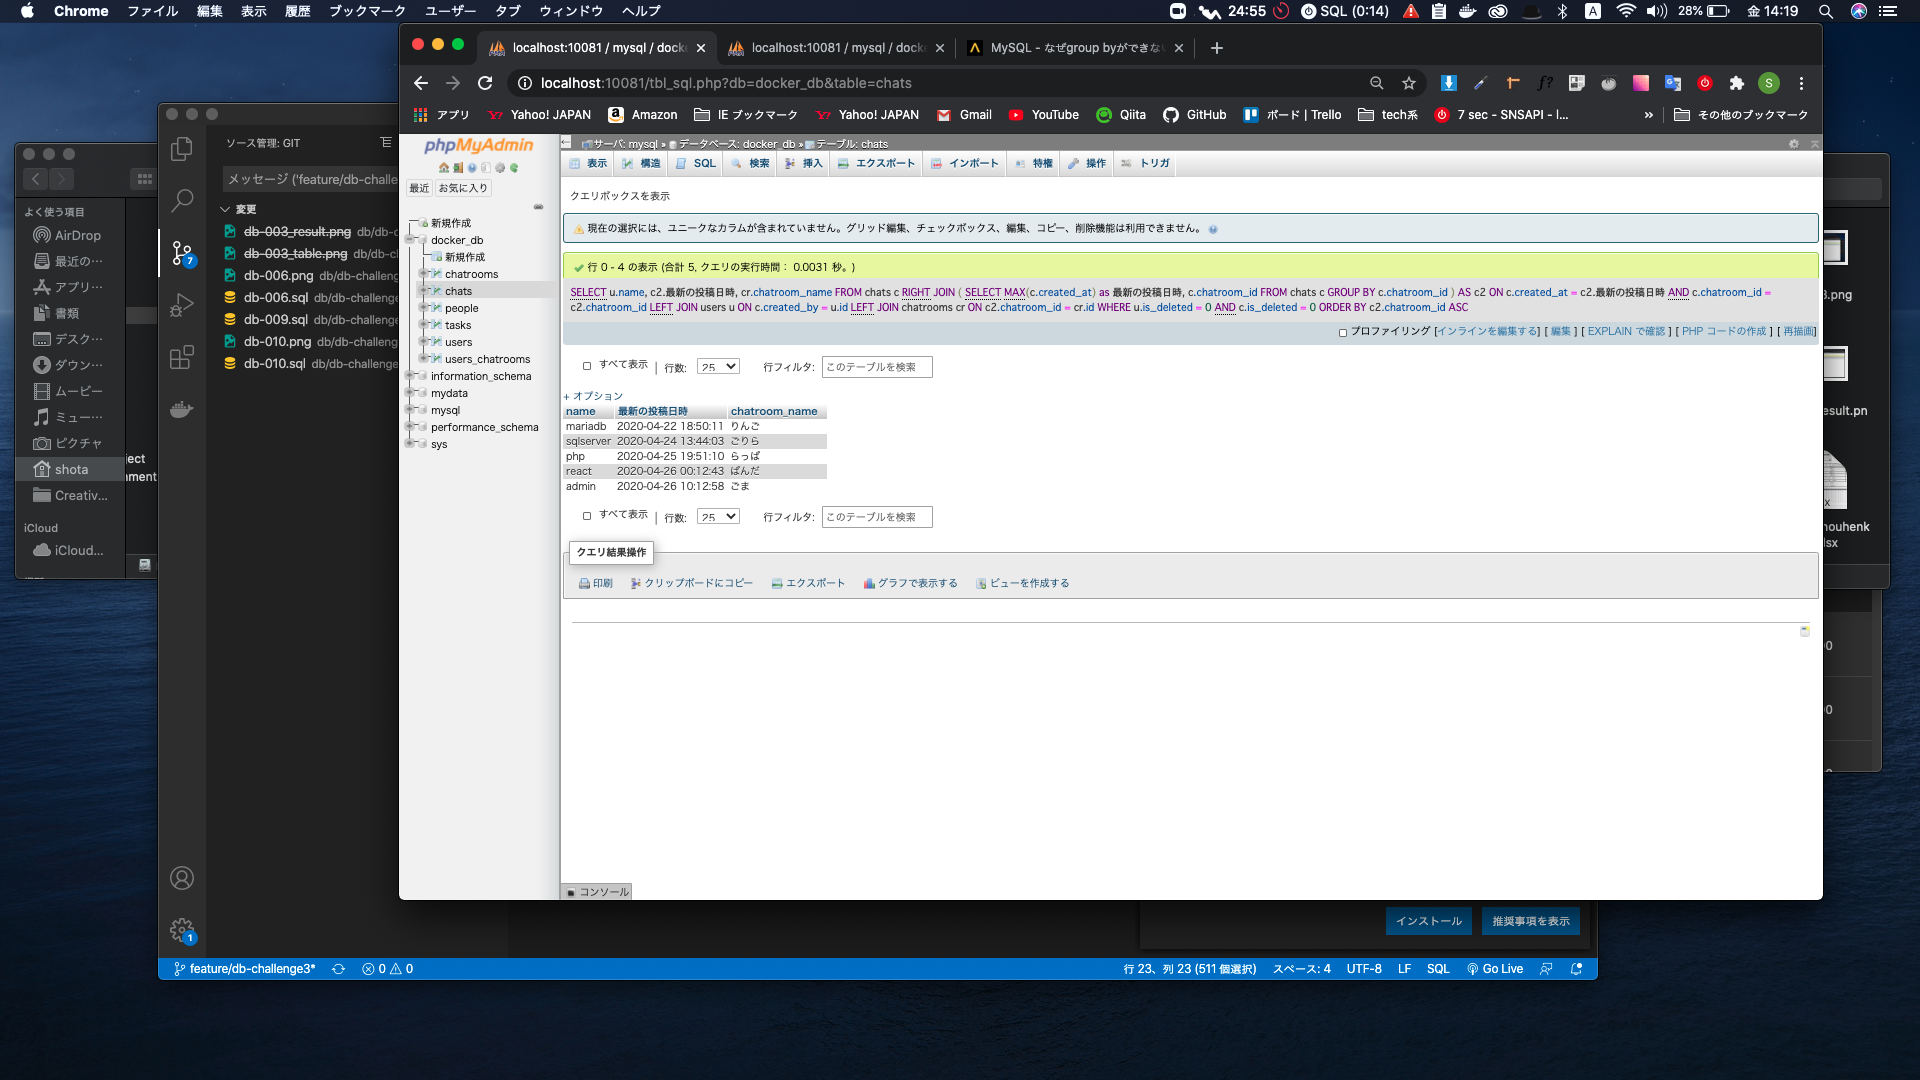 Chrome ファイル 編集 表示 履歴 ブックマーク ユーザー タブ ウィンドウ ヘルプ
24:55 SQL (0:14) A 28% 金 14:19
localhost:10081 / mysql / docke
localhost:10081 / mysql / docke
MySQL - なぜgroup byができない
localhost:10081/tbl_sql.php?db=docker_db&table=chats
アプリ Yahoo! JAPAN Amazon IE ブックマーク Yahoo! JAPAN Gmail YouTube Qiita GitHub ボード | Trello tech系 7 sec - SNSAPI - I... » その他のブックマーク
よく使う項目
AirDrop
最近の…
アプリ…
書類
デスク…
ダウン…
ムービー
ミュー…
ピクチャ
shota
Creativ...
iCloud
iCloud...
ject
nment
ソース管理: GIT
メッセージ ('feature/db-challe
変更
db-003_result.png db/db-c
db-003_table.png db/db-c
db-006.png db/db-challenge
db-006.sql db/db-challenge
db-009.sql db/db-challenge
db-010.png db/db-challenge
db-010.sql db/db-challenge
7
1
phpMyAdmin
最近 お気に入り
新規作成
docker_db
新規作成
chatrooms
chats
people
tasks
users
users_chatrooms
information_schema
mydata
mysql
performance_schema
sys
サーバ: mysql » データベース: docker_db » テーブル: chats
表示 構造 SQL 検索 挿入 エクスポート インポート 特権 操作 トリガ
クエリボックスを表示
現在の選択には、ユニークなカラムが含まれていません。グリッド編集、チェックボックス、編集、コピー、削除機能は利用できません。
行 0 - 4 の表示 (合計 5, クエリの実行時間： 0.0031 秒。)
SELECT u.name, c2.最新の投稿日時, cr.chatroom_name FROM chats c RIGHT JOIN ( SELECT MAX(c.created_at) as 最新の投稿日時, c.chatroom_id FROM chats c GROUP BY c.chatroom_id ) AS c2 ON c.created_at = c2.最新の投稿日時 AND c.chatroom_id =
c2.chatroom_id LEFT JOIN users u ON c.created_by = u.id LEFT JOIN chatrooms cr ON c2.chatroom_id = cr.id WHERE u.is_deleted = 0 AND c.is_deleted = 0 ORDER BY c2.chatroom_id ASC
プロファイリング [インラインを編集する] [ 編集 ] [ EXPLAIN で確認 ] [ PHP コードの作成 ] [ 再描画]
すべて表示 | 行数: 25 行フィルタ: このテーブルを検索
+ オプション
name 最新の投稿日時 chatroom_name
mariadb 2020-04-22 18:50:11 りんご
sqlserver 2020-04-24 13:44:03 ごりら
php 2020-04-25 19:51:10 らっぱ
react 2020-04-26 00:12:43 ぱんだ
admin 2020-04-26 10:12:58 ごま
すべて表示 | 行数: 25 行フィルタ: このテーブルを検索
クエリ結果操作
印刷 クリップボードにコピー エクスポート グラフで表示する ビューを作成する
コンソール
インストール 推奨事項を表示
feature/db-challenge3* 0 0 行 23、列 23 (511 個選択) スペース: 4 UTF-8 LF SQL Go Live
3.png
esult.pn
x
houhenk
lsx
00
00